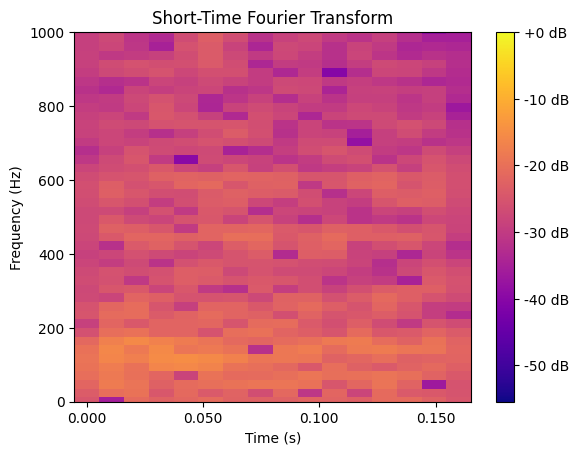 Short-Time Fourier Transform
1000
800
600
400
200
0
Frequency (Hz)
0.000
0.050
0.100
0.150
Time (s)
+0 dB
-10 dB
-20 dB
-30 dB
-40 dB
-50 dB